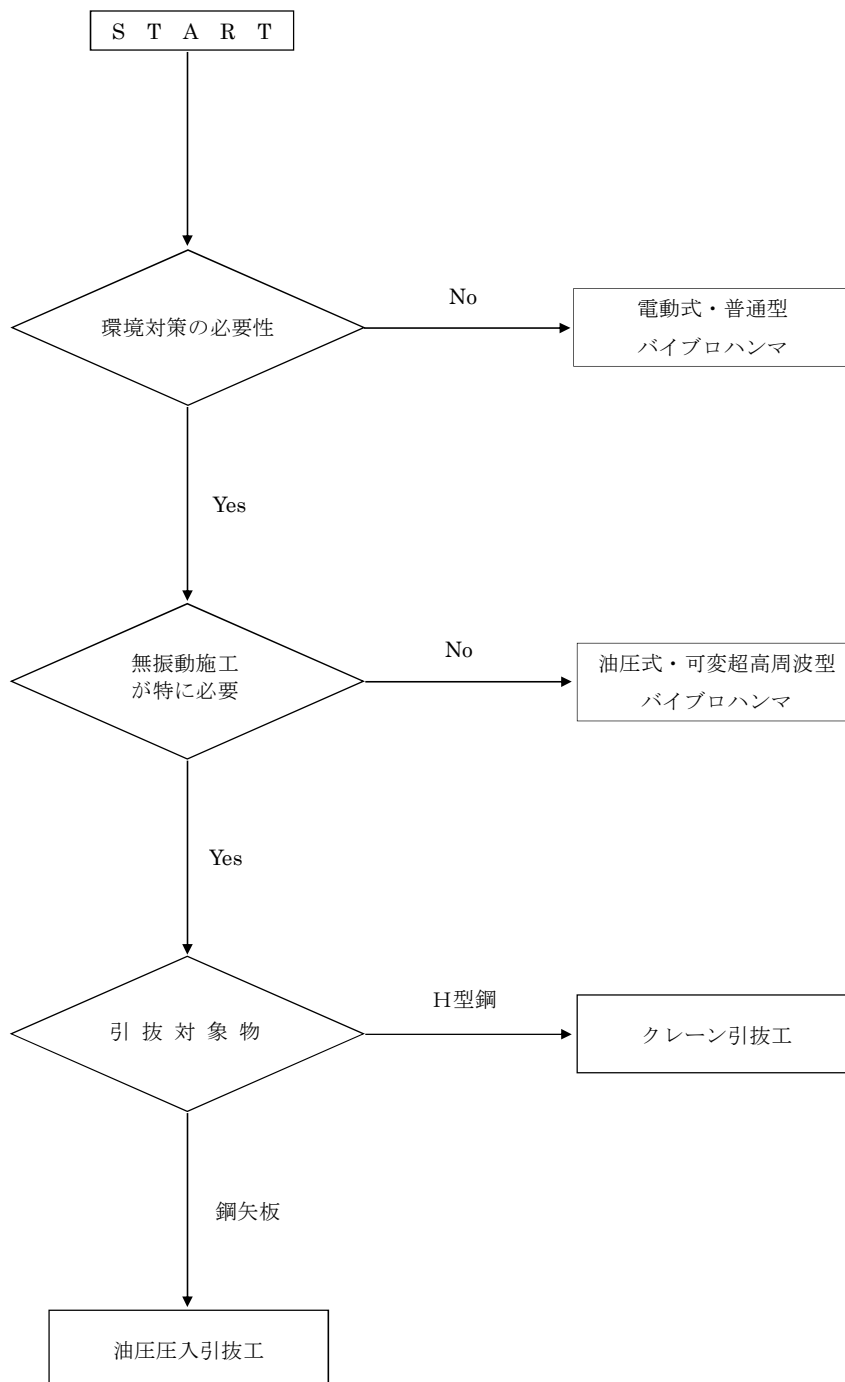 S T A R T
環境対策の必要性
No
電動式・普通型
バイブロハンマ
Yes
無振動施工
が特に必要
No
油圧式・可変超高周波型
バイブロハンマ
Yes
引 抜 対 象 物
H型鋼
クレーン引抜工
鋼矢板
油圧圧入引抜工